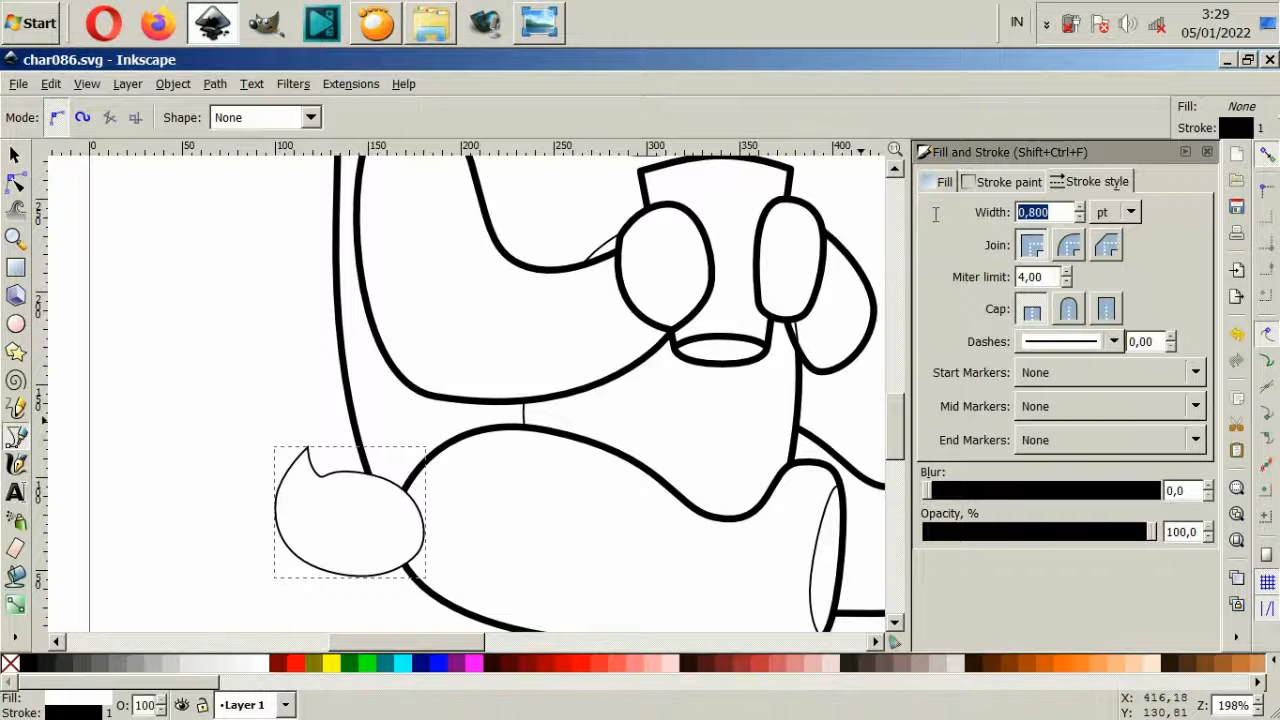 Start
IN
3:29
05/01/2022
char086.svg - Inkscape
File Edit View Layer Object Path Text Filters Extensions Help
Mode: Shape: None
Fill: None
Stroke: 1
0 100 150 200 250 300 350 400
Fill and Stroke (Shift+Ctrl+F)
Fill Stroke paint Stroke style
Width: 0,800 pt
Join:
Miter limit: 4,00
Cap:
Dashes: 0,00
Start Markers: None
Mid Markers: None
End Markers: None
Blur:
0,0
Opacity, %
100,0
Fill:
Stroke: 1
O: 100
•Layer 1
X: 416,18
Y: 130,81
Z: 198%